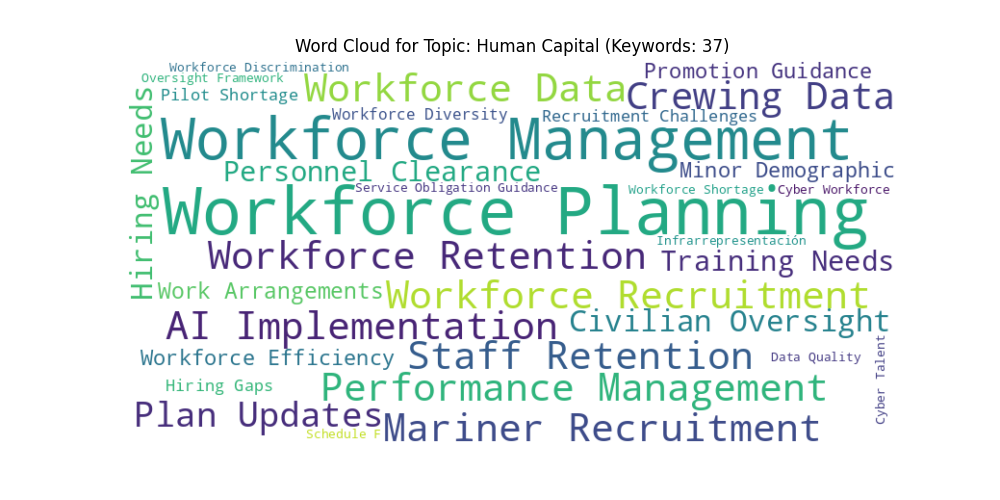 Word Cloud for Topic: Human Capital (Keywords: 37)
Workforce Discrimination
Oversight Framework
Pilot Shortage
Workforce Data
Promotion Guidance
Crewing Data
Hiring Needs
Workforce Diversity
Recruitment Challenges
Workforce Management
Personnel Clearance
Minor Demographic
Service Obligation Guidance
Workforce Shortage
Cyber Workforce
Workforce Planning
Infrarrepresentación
Workforce Retention
Training Needs
Work Arrangements
Workforce Recruitment
AI Implementation
Civilian Oversight
Workforce Efficiency
Staff Retention
Data Quality
Cyber Talent
Hiring Gaps
Performance Management
Plan Updates
Mariner Recruitment
Schedule F